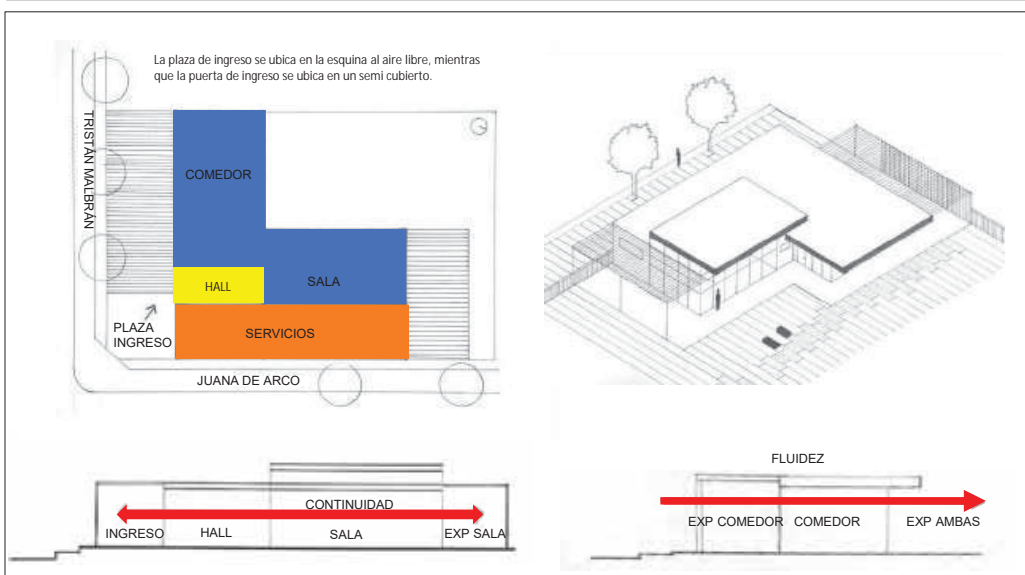 La plaza de ingreso se ubica en la esquina al aire libre, mientras
que la puerta de ingreso se ubica en un semi cubierto.
TRISTÁN MALBRÁN
COMEDOR
HALL
SALA
PLAZA
INGRESO
SERVICIOS
JUANA DE ARCO
CONTINUIDAD
INGRESO
HALL
SALA
EXP SALA
FLUIDEZ
EXP COMEDOR
COMEDOR
EXP AMBAS